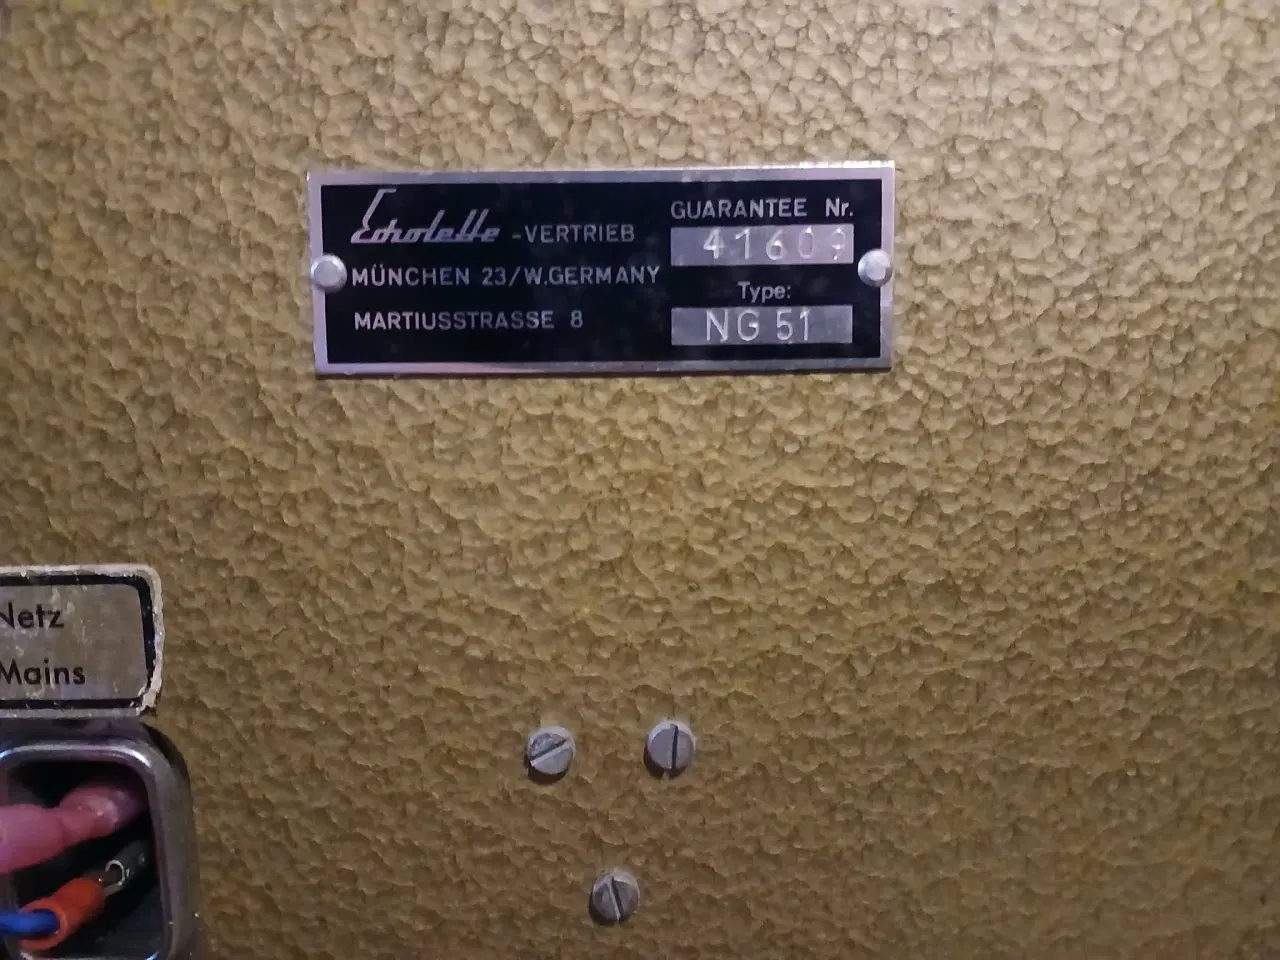 Echolette -VERTRIEB
MÜNCHEN 23/W.GERMANY
MARTIUSSTRASSE 8
GUARANTEE Nr.
41609
Type:
NG 51
Netz
Mains